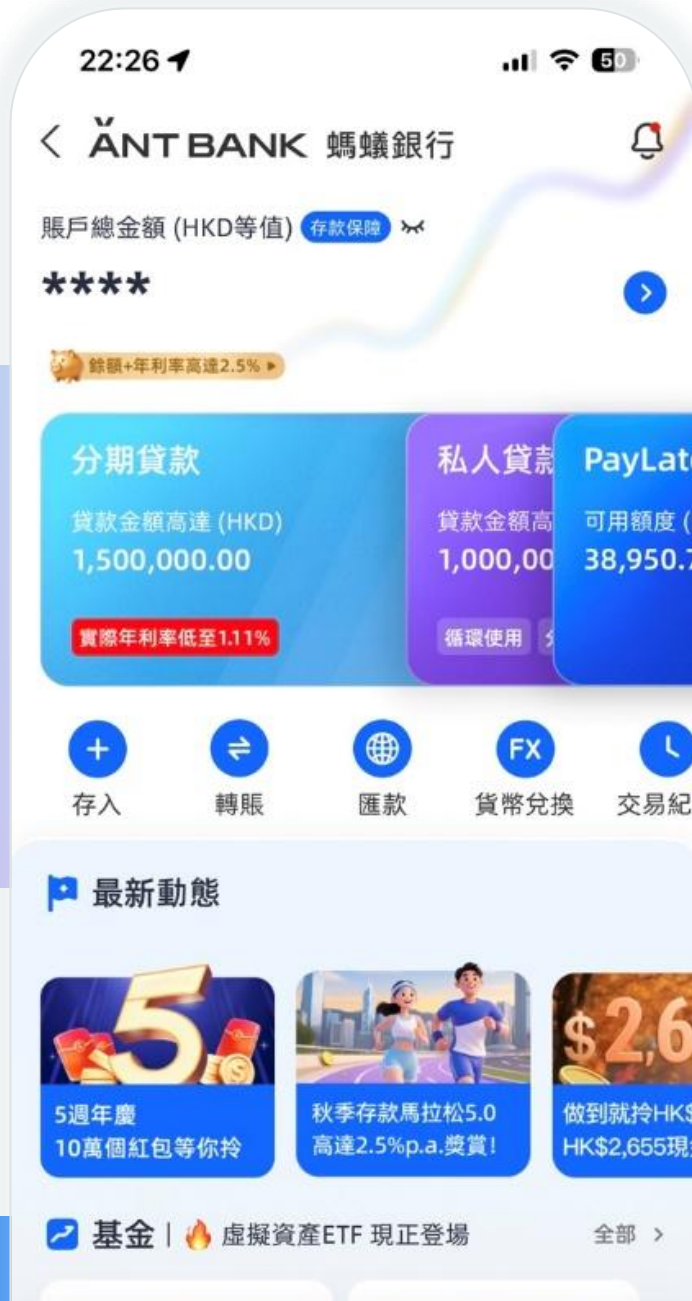 22:26
50
ĂNT BANK 螞蟻銀行
賬戶總金額 (HKD等值) 存款保障
****
餘額+年利率高達2.5%
分期貸款
貸款金額高達 (HKD)
1,500,000.00
實際年利率低至1.11%
私人貸款
貸款金額高
1,000,00
循環使用
PayLat
可用額度 (
38,950.
存入
轉賬
匯款
FX
貨幣兌換
交易紀
最新動態
5
5週年慶
10萬個紅包等你拎
秋季存款馬拉松5.0
高達2.5%p.a.獎賞!
$2,6
做到就拎HK$
HK$2,655現
基金 | 虛擬資產ETF 現正登場
全部